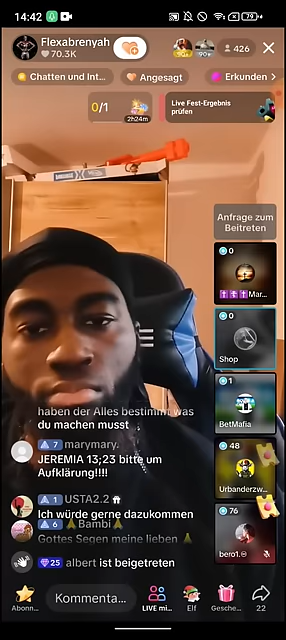 14:42
79
Flexabrenyah
70.3K
426
Chatten und Int...
Angesagt
Erkunden
0/1
2h24m
Live Fest-Ergebnis
prüfen
Anfrage zum
Beitreten
0
Mar...
0
Shop
1
BetMafia
48
Urbanderzw...
76
bero1.
haben der Alles bestimmt was
du machen musst
7 marymary.
JEREMIA 13;23 bitte um
Aufklärung!!!!
1 USTA2.2
Ich würde gerne dazukommen
6 Bambi
Gottes Segen meine lieben
25 albert ist beigetreten
Abonn...
Kommenta...
LIVE mi...
Elf
Gesche...
22